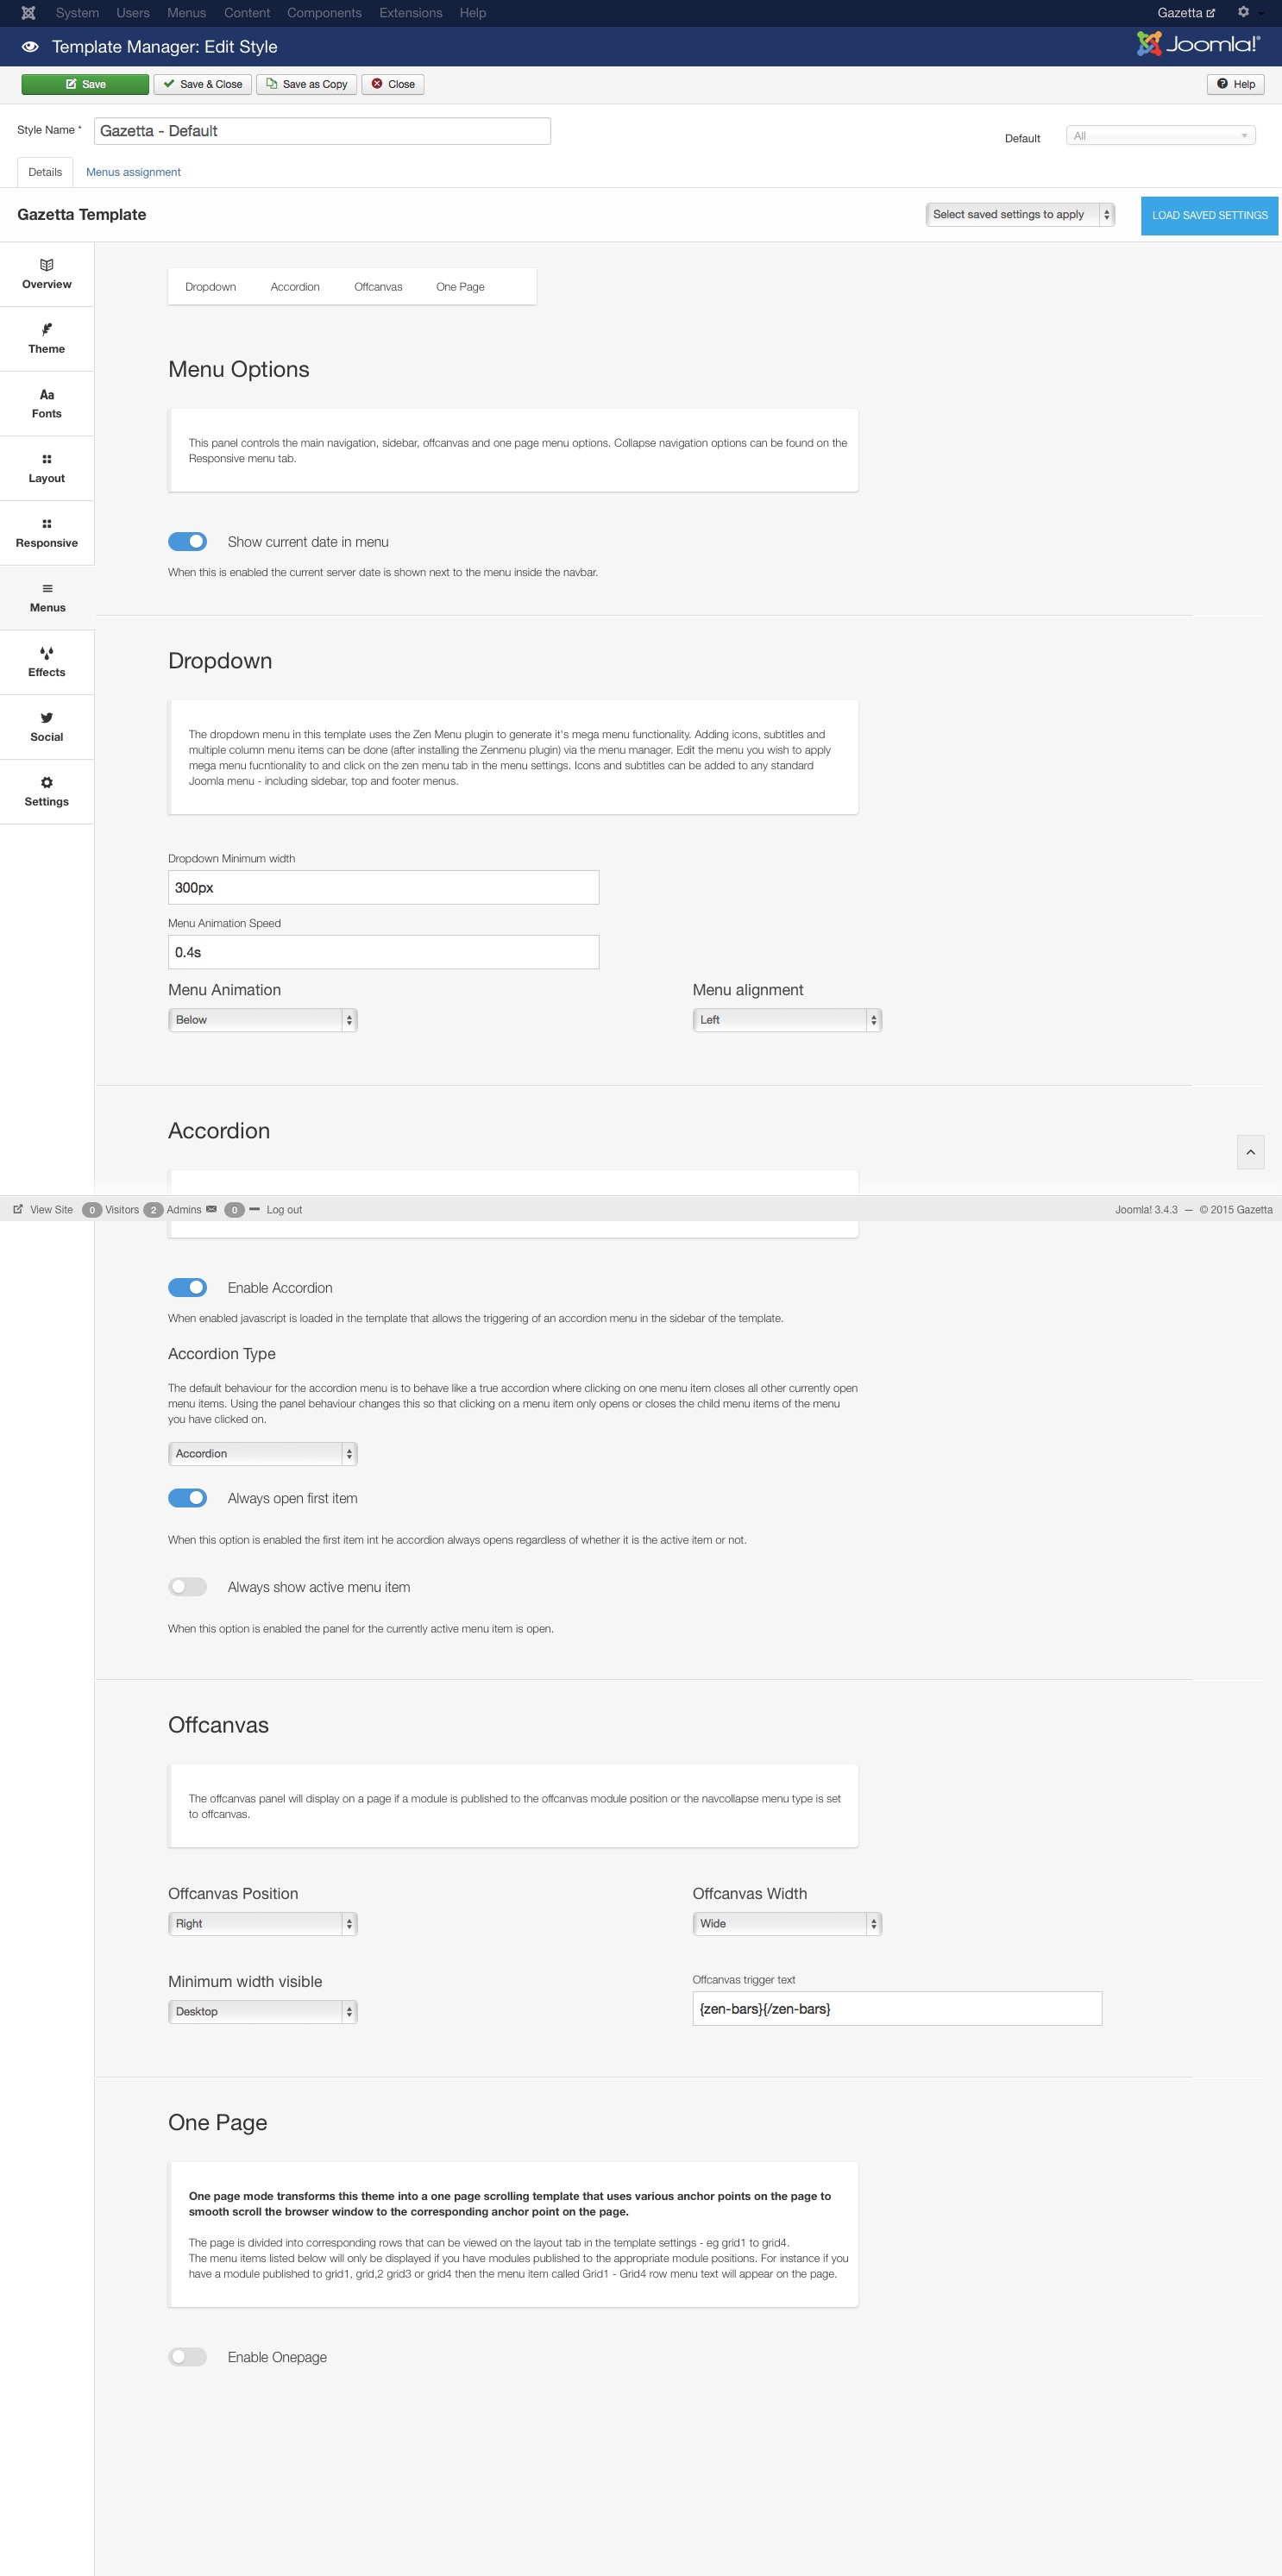 System Users Menus Content Components Extensions Help Gazetta
Template Manager: Edit Style Joomla!®
Save Save & Close Save as Copy Close Help
Style Name * Gazetta - Default Default All
Details Menus assignment
Gazetta Template Select saved settings to apply LOAD SAVED SETTINGS
Overview
Theme
Aa
Fonts
Layout
Responsive
Menus
Effects
Social
Settings
Dropdown Accordion Offcanvas One Page
Menu Options
This panel controls the main navigation, sidebar, offcanvas and one page menu options. Collapse navigation options can be found on the
Responsive menu tab.
Show current date in menu
When this is enabled the current server date is shown next to the menu inside the navbar.
Dropdown
The dropdown menu in this template uses the Zen Menu plugin to generate it's mega menu functionality. Adding icons, subtitles and
multiple column menu items can be done (after installing the Zenmenu plugin) via the menu manager. Edit the menu you wish to apply
mega menu fucntionality to and click on the zen menu tab in the menu settings. Icons and subtitles can be added to any standard
Joomla menu - including sidebar, top and footer menus.
Dropdown Minimum width
300px
Menu Animation Speed
0.4s
Menu Animation Menu alignment
Below Left
Accordion
View Site 0 Visitors 2 Admins 0 Log out Joomla! 3.4.3 — © 2015 Gazetta
Enable Accordion
When enabled javascript is loaded in the template that allows the triggering of an accordion menu in the sidebar of the template.
Accordion Type
The default behaviour for the accordion menu is to behave like a true accordion where clicking on one menu item closes all other currently open
menu items. Using the panel behaviour changes this so that clicking on a menu item only opens or closes the child menu items of the menu
you have clicked on.
Accordion
Always open first item
When this option is enabled the first item int he accordion always opens regardless of whether it is the active item or not.
Always show active menu item
When this option is enabled the panel for the currently active menu item is open.
Offcanvas
The offcanvas panel will display on a page if a module is published to the offcanvas module position or the navcollapse menu type is set
to offcanvas.
Offcanvas Position Offcanvas Width
Right Wide
Minimum width visible Offcanvas trigger text
Desktop {zen-bars}{/zen-bars}
One Page
One page mode transforms this theme into a one page scrolling template that uses various anchor points on the page to
smooth scroll the browser window to the corresponding anchor point on the page.
The page is divided into corresponding rows that can be viewed on the layout tab in the template settings - eg grid1 to grid4.
The menu items listed below will only be displayed if you have modules published to the appropriate module positions. For instance if you
have a module published to grid1, grid,2 grid3 or grid4 then the menu item called Grid1 - Grid4 row menu text will appear on the page.
Enable Onepage